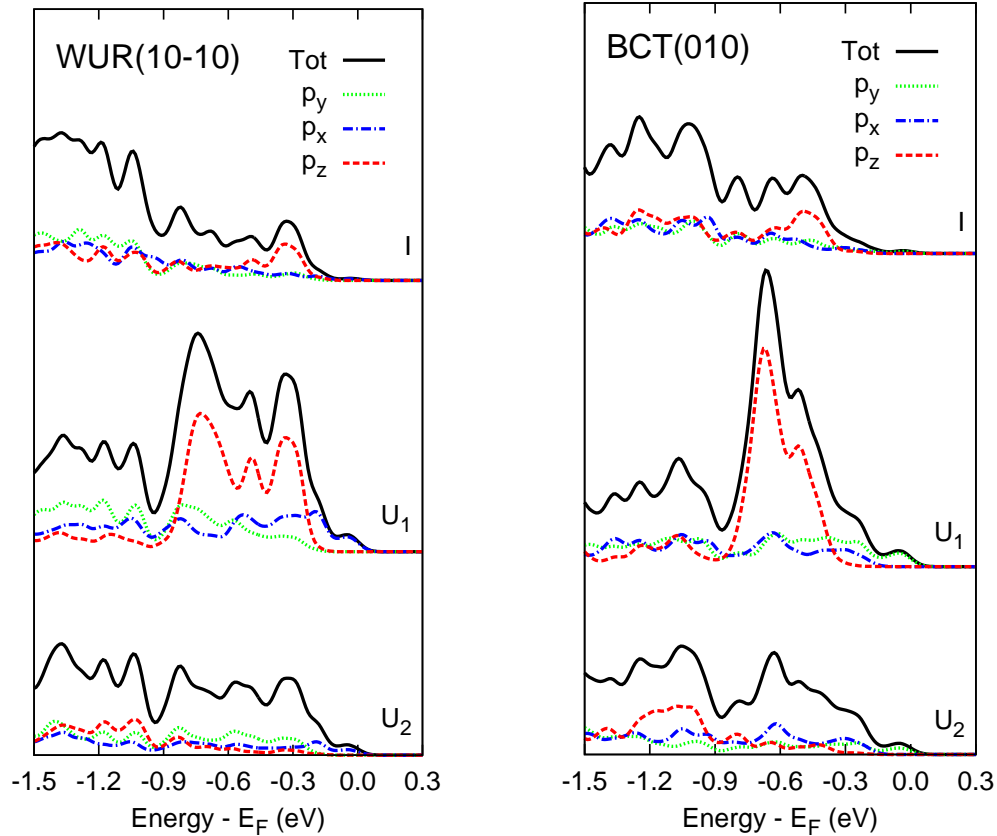 WUR(10-10)
Tot
p_y
p_x
p_z
I
U_1
U_2
-1.5 -1.2 -0.9 -0.6 -0.3 0.0 0.3
Energy - E_F (eV)
BCT(010)
Tot
p_y
p_x
p_z
I
U_1
U_2
-1.5 -1.2 -0.9 -0.6 -0.3 0.0 0.3
Energy - E_F (eV)